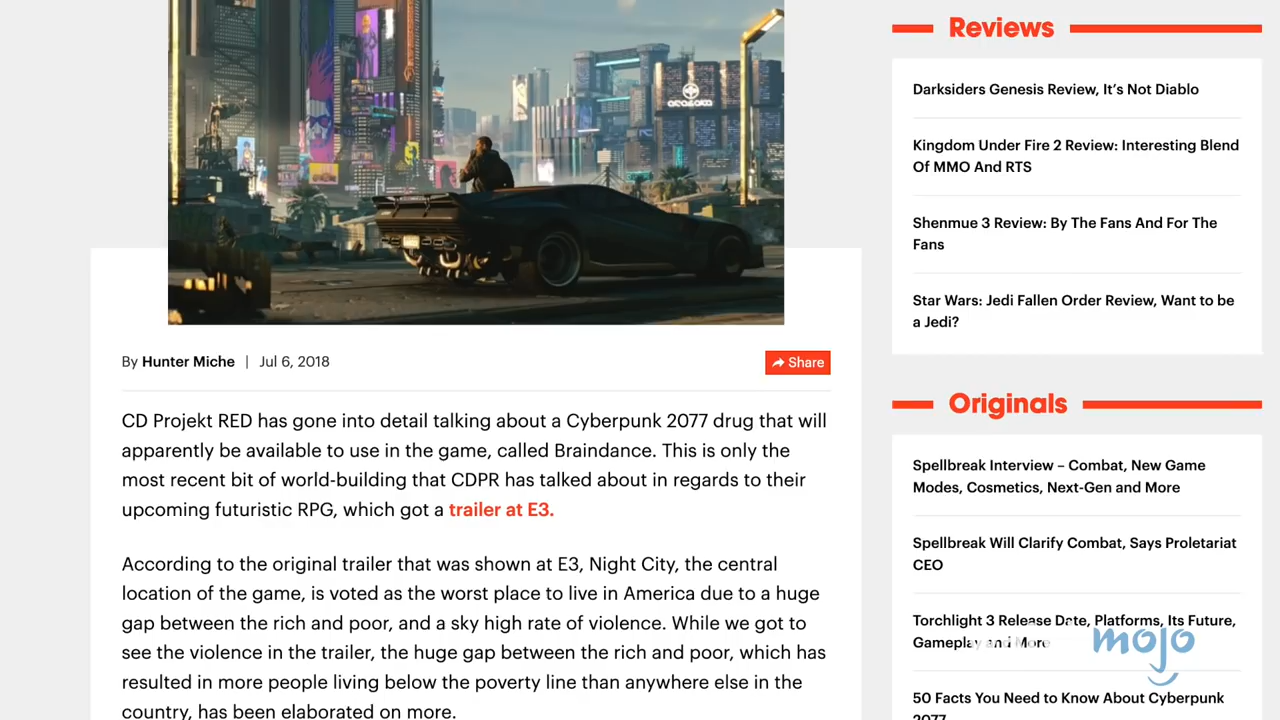 arasaka
By Hunter Miche | Jul 6, 2018
Share
CD Projekt RED has gone into detail talking about a Cyberpunk 2077 drug that will
apparently be available to use in the game, called Braindance. This is only the
most recent bit of world-building that CDPR has talked about in regards to their
upcoming futuristic RPG, which got a trailer at E3.
According to the original trailer that was shown at E3, Night City, the central
location of the game, is voted as the worst place to live in America due to a huge
gap between the rich and poor, and a sky high rate of violence. While we got to
see the violence in the trailer, the huge gap between the rich and poor, which has
resulted in more people living below the poverty line than anywhere else in the
country, has been elaborated on more.
Reviews
Darksiders Genesis Review, It’s Not Diablo
Kingdom Under Fire 2 Review: Interesting Blend
Of MMO And RTS
Shenmue 3 Review: By The Fans And For The
Fans
Star Wars: Jedi Fallen Order Review, Want to be
a Jedi?
Originals
Spellbreak Interview – Combat, New Game
Modes, Cosmetics, Next-Gen and More
Spellbreak Will Clarify Combat, Says Proletariat
CEO
Torchlight 3 Release Date, Platforms, Its Future,
Gameplay and More
50 Facts You Need to Know About Cyberpunk
2077
mojo